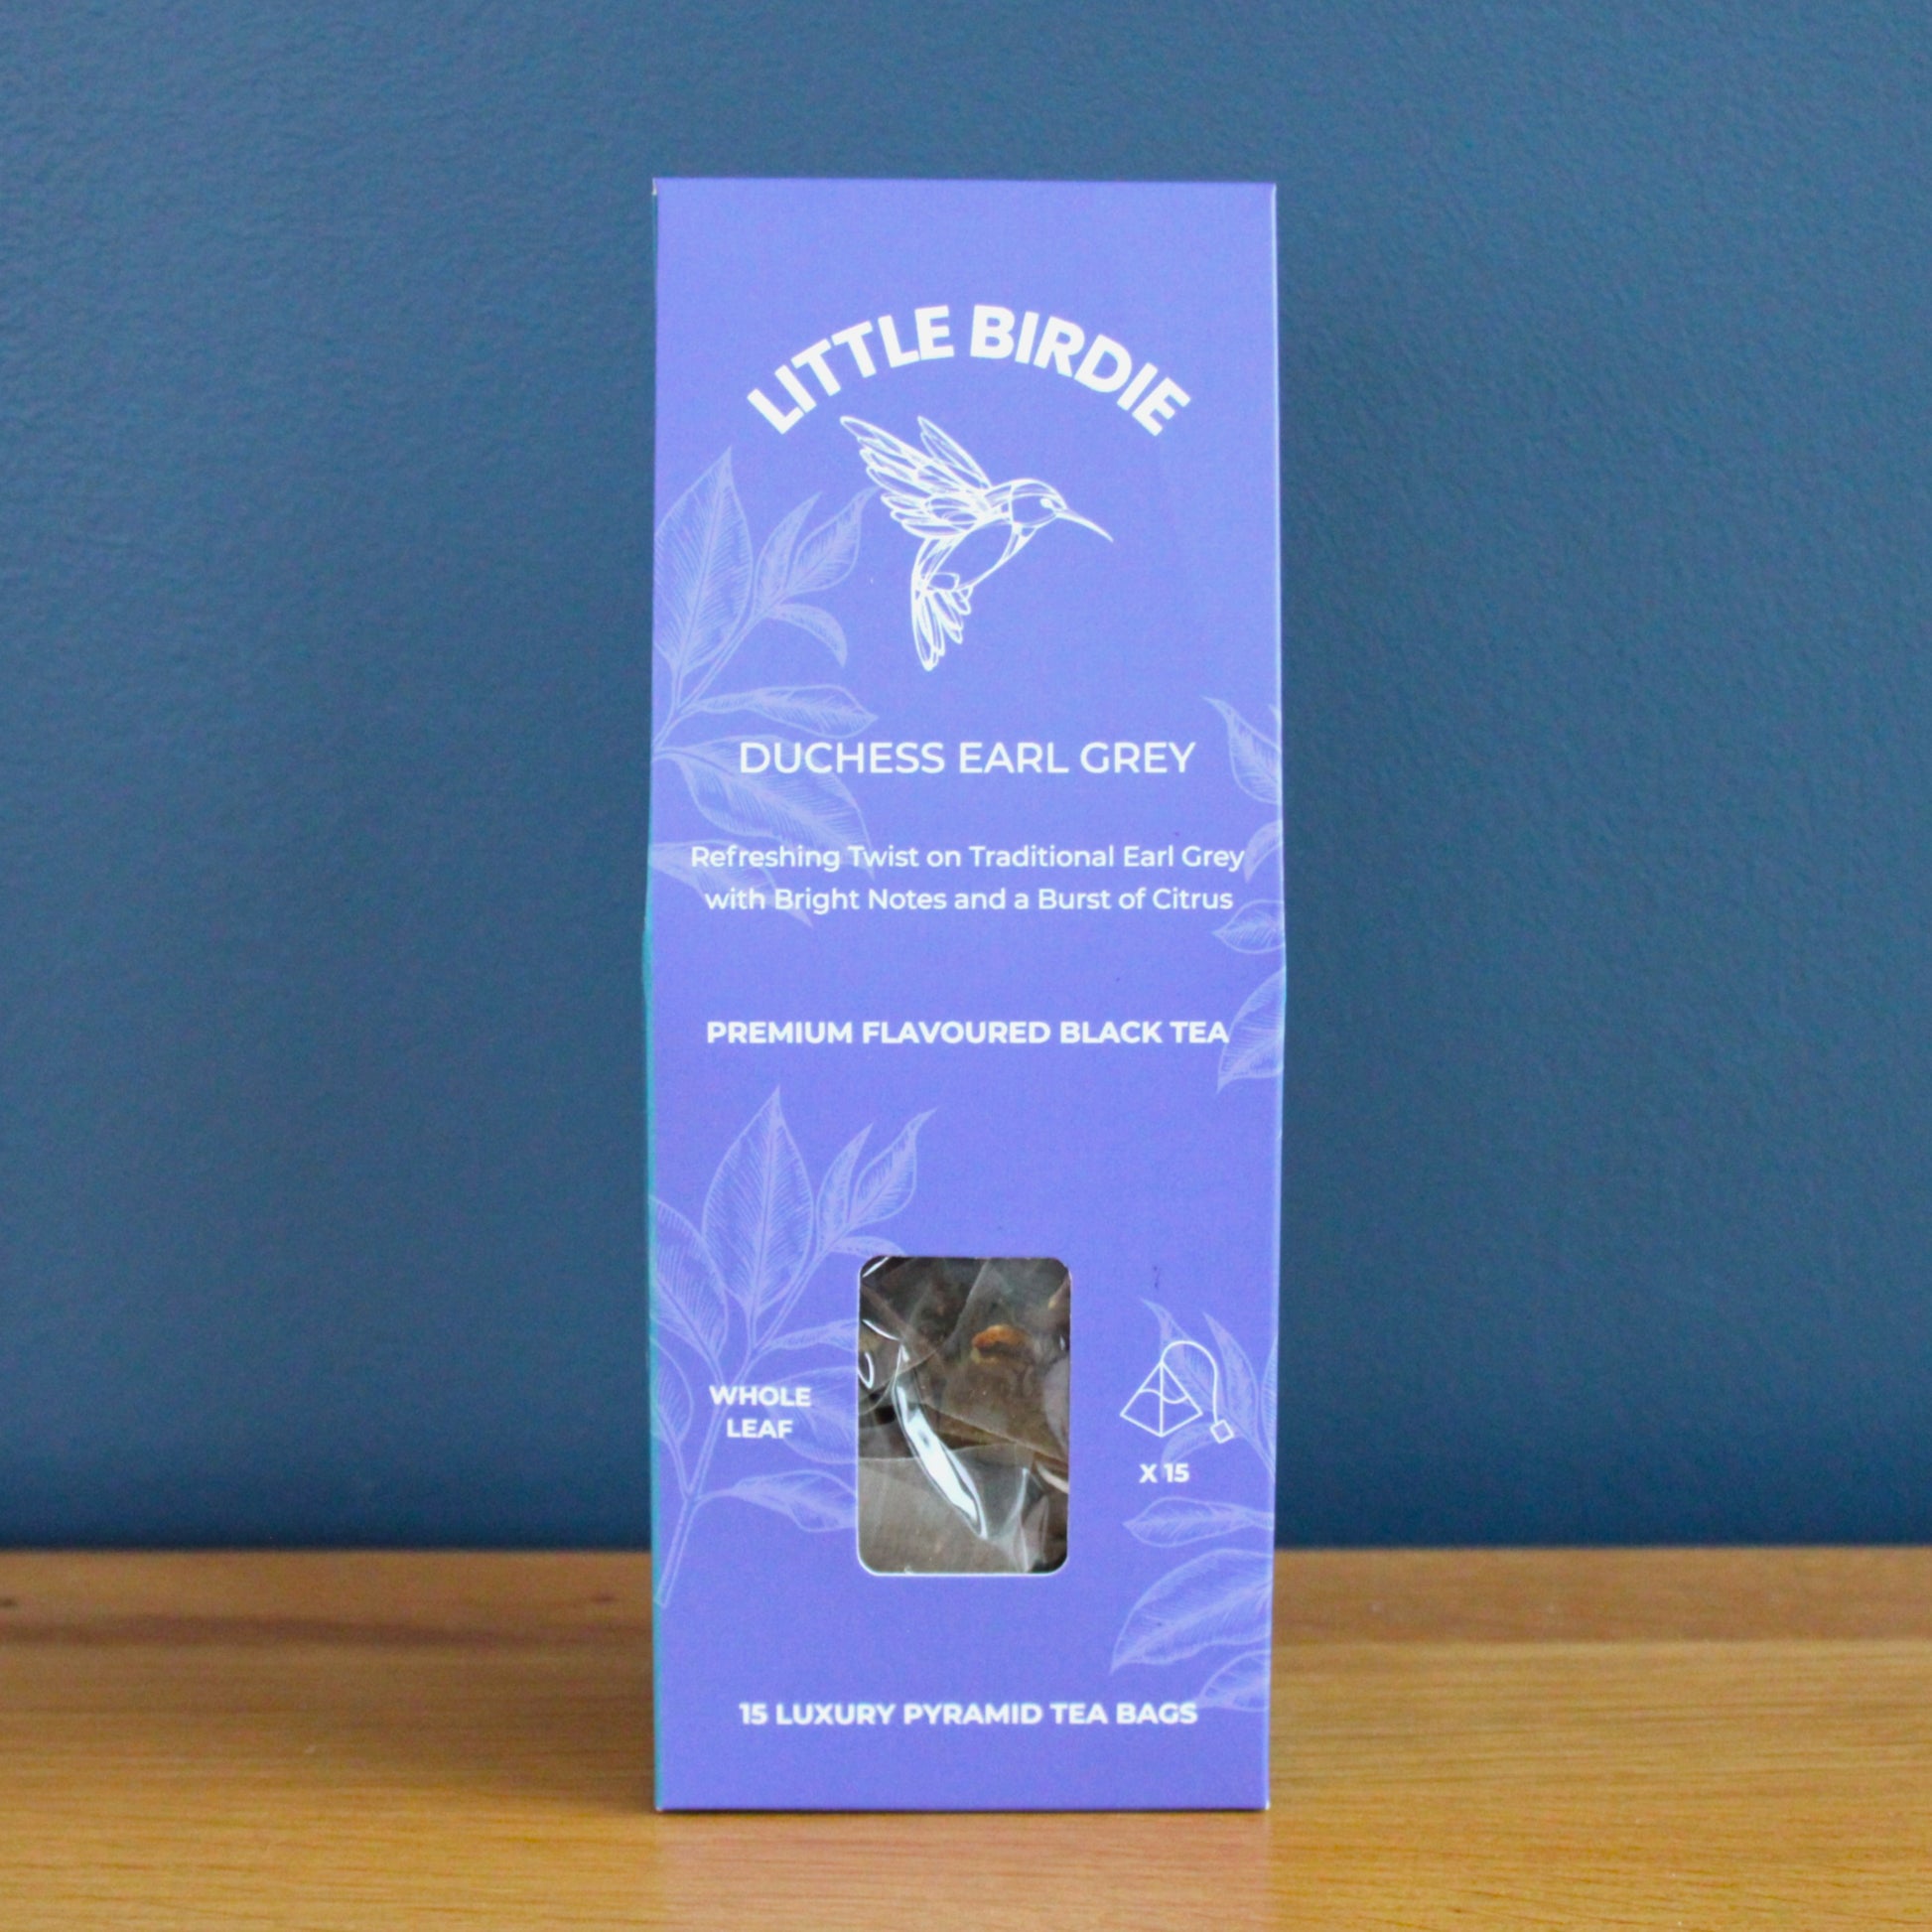 LITTLE BIRDIE
DUCHESS EARL GREY
Refreshing Twist on Traditional Earl Grey
with Bright Notes and a Burst of Citrus
PREMIUM FLAVOURED BLACK TEA
WHOLE
LEAF
X 15
15 LUXURY PYRAMID TEA BAGS